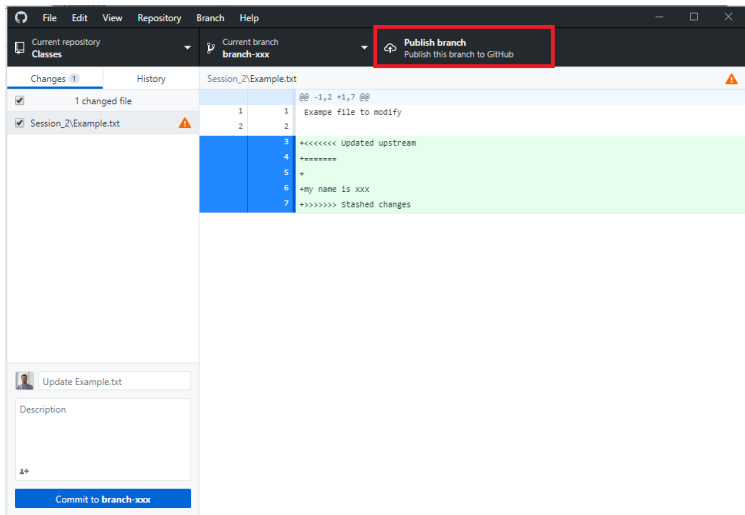 File Edit View Repository Branch Help
Current repository
Classes
Current branch
branch-xxx
Publish branch
Publish this branch to GitHub
Changes 1 History
1 changed file
Session_2\Example.txt
Session_2\Example.txt
@@ -1,2 +1,7 @@
1 1 Exampe file to modify
2 2
3 +<<<<<<< Updated upstream
4 +=======
5 +
6 +my name is xxx
7 +>>>>>>> Stashed changes
Update Example.txt
Description
Commit to branch-xxx